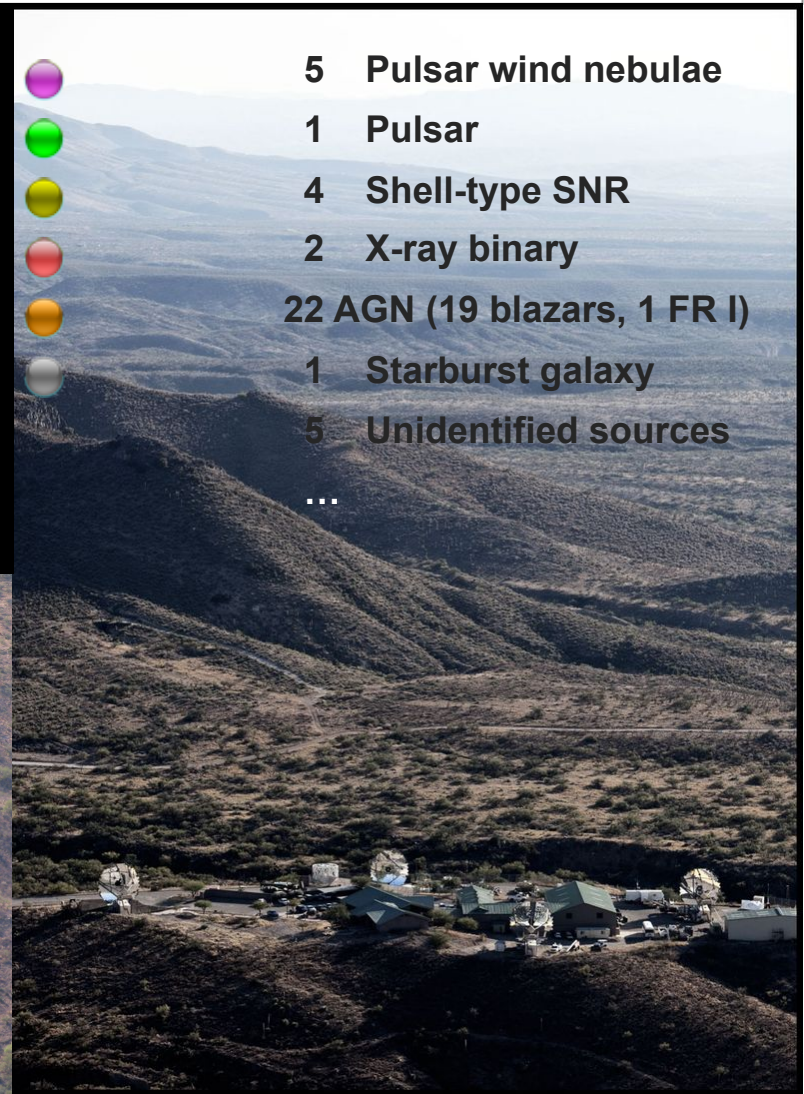 5 Pulsar wind nebulae
1 Pulsar
4 Shell-type SNR
2 X-ray binary
22 AGN (19 blazars, 1 FR I)
1 Starburst galaxy
5 Unidentified sources
…